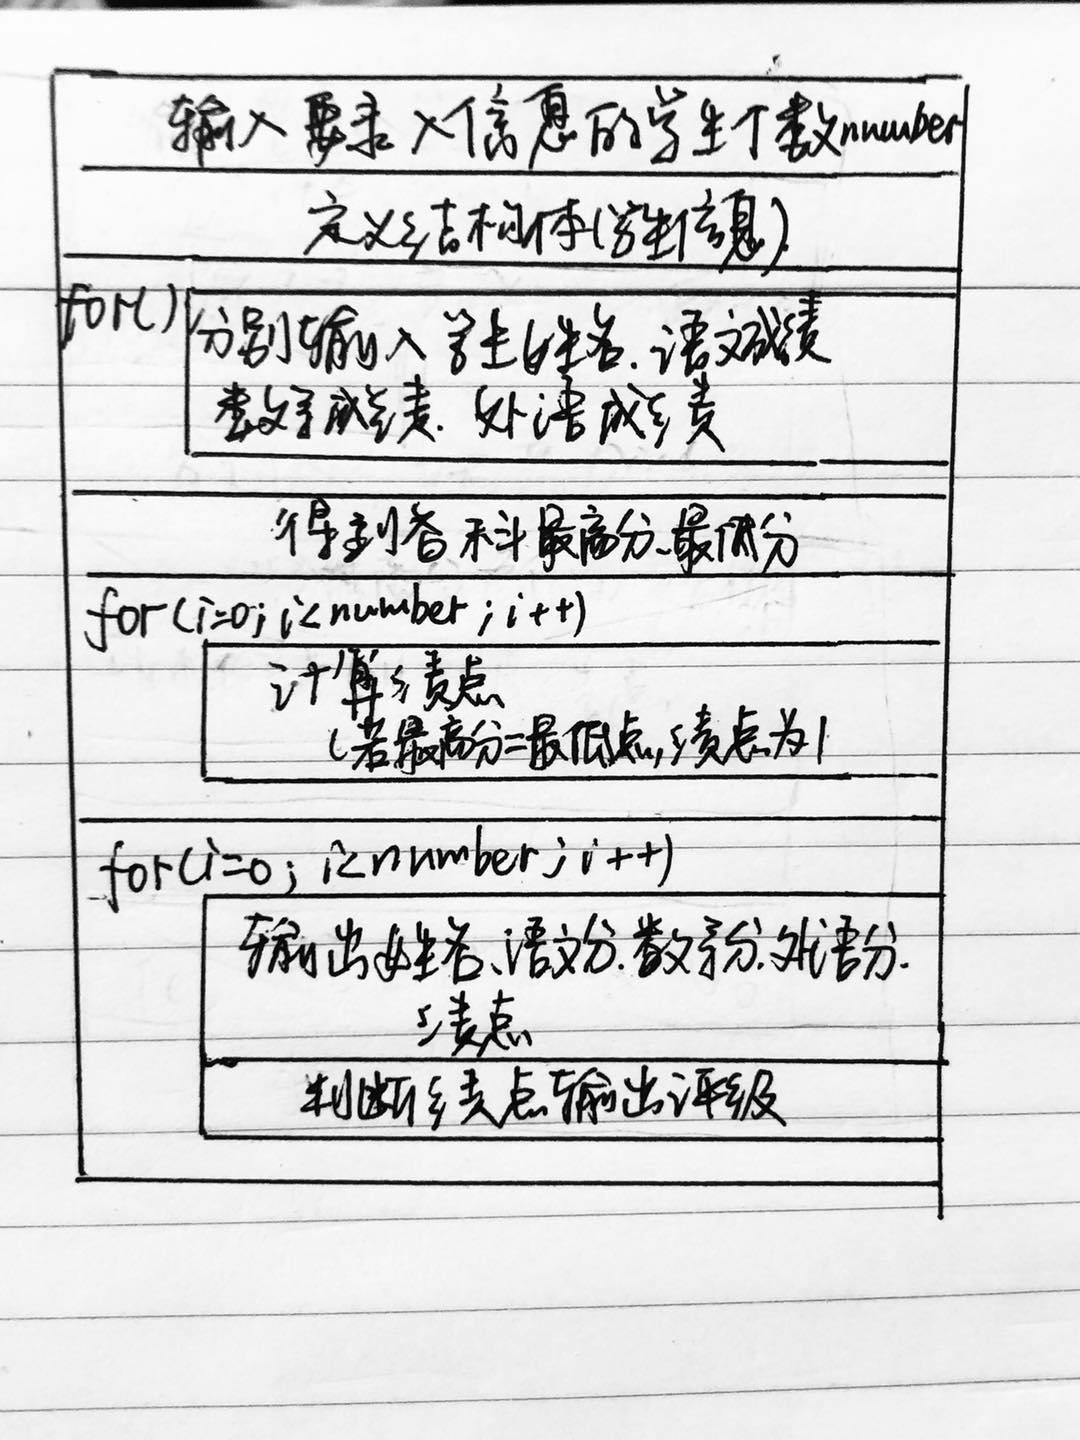 输入要录入信息的学生个数nnumber
定义结构体(学生信息)
for()
分别输入学生姓名、语文成绩
数学成绩、外语成绩
得到各科最高分、最低分
for(i=0; i<number; i++)
计算绩点
(若最高分=最低点,绩点为1
for(i=0; i<number; i++)
输出姓名、语文分、数学分、外语分、
绩点
判断绩点输出评级